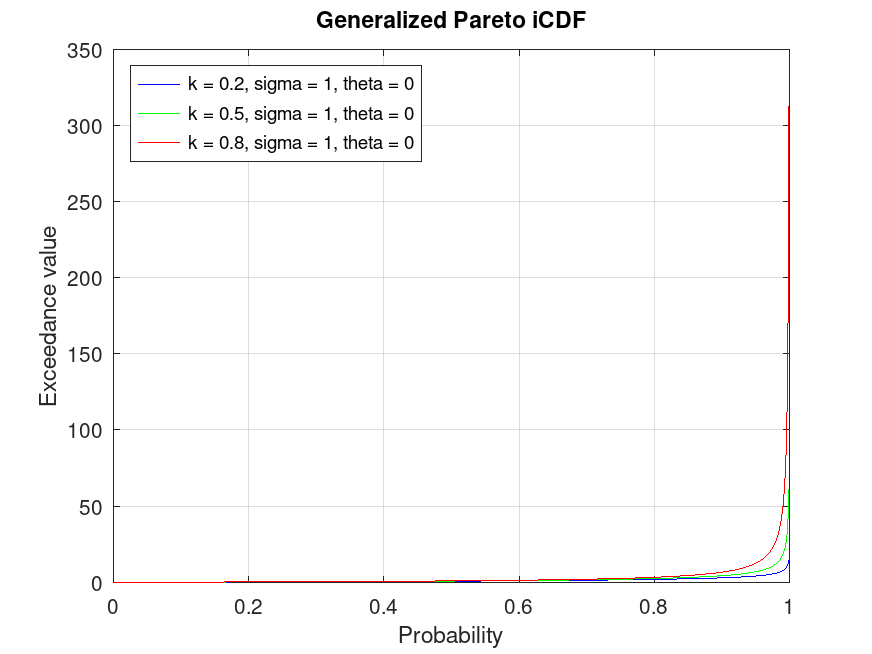 Generalized Pareto iCDF
350
300
250
200
150
100
50
0
Exceedance value
k = 0.2, sigma = 1, theta = 0
k = 0.5, sigma = 1, theta = 0
k = 0.8, sigma = 1, theta = 0
0 0.2 0.4 0.6 0.8 1
Probability